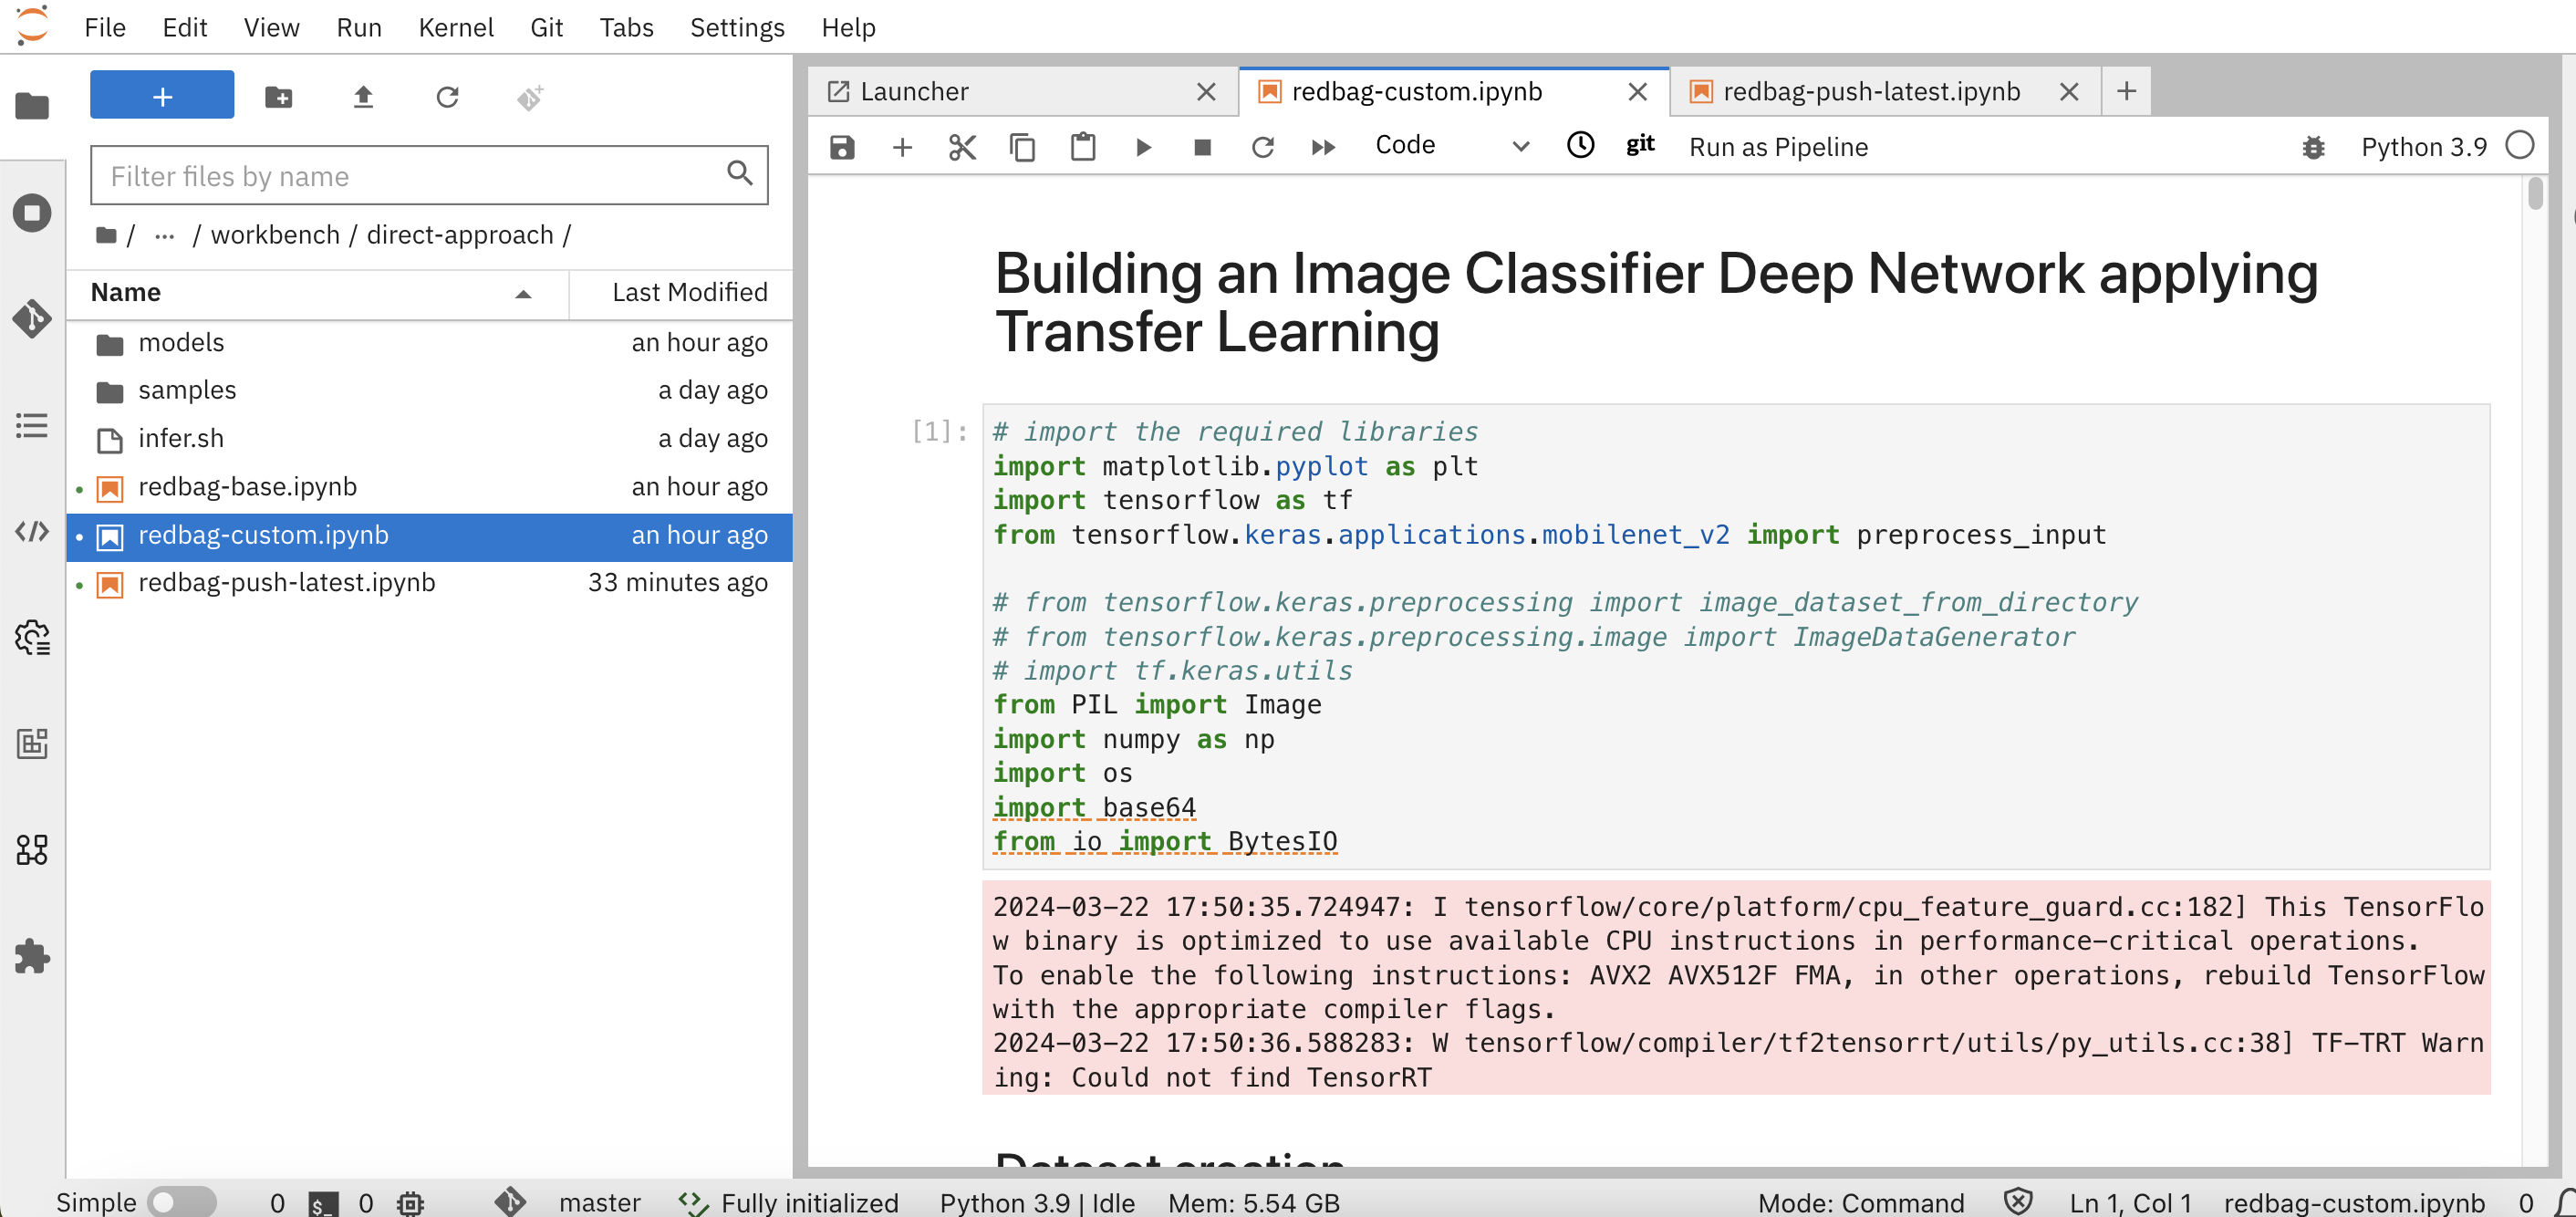 File Edit View Run Kernel Git Tabs Settings Help
+
Filter files by name
/ ... / workbench / direct-approach /
Name Last Modified
models an hour ago
samples a day ago
infer.sh a day ago
redbag-base.ipynb an hour ago
redbag-custom.ipynb an hour ago
redbag-push-latest.ipynb 33 minutes ago
Launcher redbag-custom.ipynb redbag-push-latest.ipynb
Code git Run as Pipeline Python 3.9
Building an Image Classifier Deep Network applying
Transfer Learning
[1]:
# import the required libraries
import matplotlib.pyplot as plt
import tensorflow as tf
from tensorflow.keras.applications.mobilenet_v2 import preprocess_input
# from tensorflow.keras.preprocessing import image_dataset_from_directory
# from tensorflow.keras.preprocessing.image import ImageDataGenerator
# import tf.keras.utils
from PIL import Image
import numpy as np
import os
import base64
from io import BytesIO
2024-03-22 17:50:35.724947: I tensorflow/core/platform/cpu_feature_guard.cc:182] This TensorFlo
w binary is optimized to use available CPU instructions in performance-critical operations.
To enable the following instructions: AVX2 AVX512F FMA, in other operations, rebuild TensorFlow
with the appropriate compiler flags.
2024-03-22 17:50:36.588283: W tensorflow/compiler/tf2tensorrt/utils/py_utils.cc:38] TF-TRT Warn
ing: Could not find TensorRT
Dataset creation
Simple 0 $_ 0 master Fully initialized Python 3.9 | Idle Mem: 5.54 GB Mode: Command Ln 1, Col 1 redbag-custom.ipynb 0